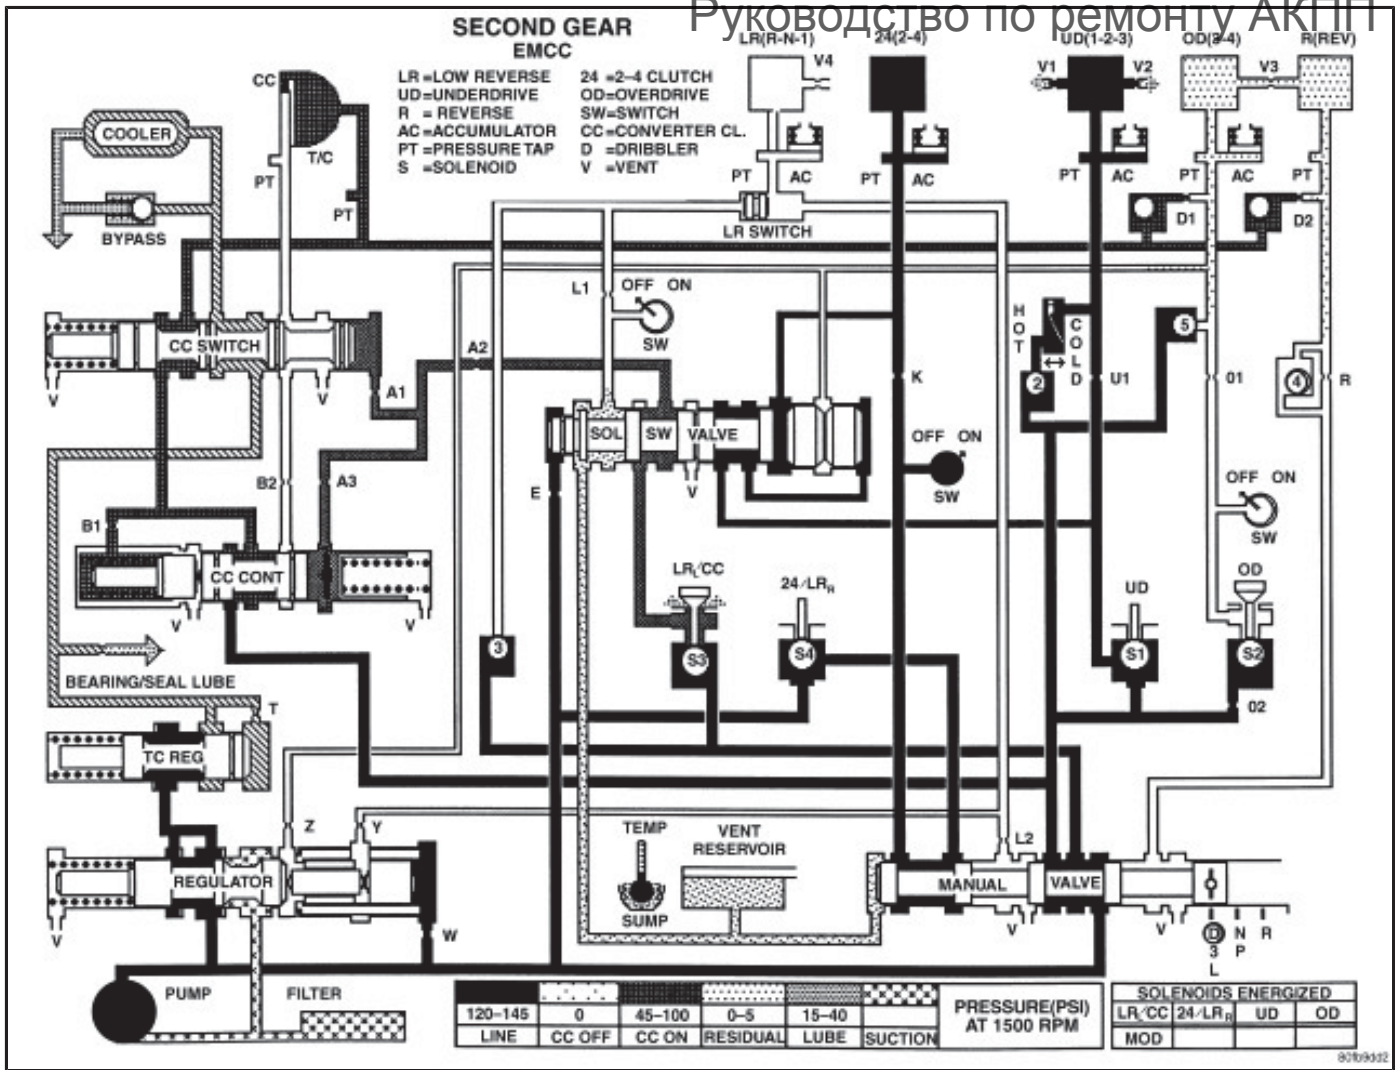 Руководство по ремонту АКПП
SECOND GEAR
EMCC
LR =LOW REVERSE 24 =2–4 CLUTCH
UD=UNDERDRIVE OD=OVERDRIVE
R = REVERSE SW=SWITCH
AC=ACCUMULATOR CC=CONVERTER CL.
PT=PRESSURE TAP D =DRIBBLER
S =SOLENOID V =VENT
LR(R-N-1) 24(2-4) UD(1-2-3) OD(3-4) R(REV)
V4 V1 V2 V3
CC
COOLER
T/C
PT
PT AC PT AC PT AC PT AC PT
PT
BYPASS
LR SWITCH
D1 D2
L1 OFF ON
SW
HOT COLD
5
CC SWITCH
A2
V V A1
K 2 U1 01 4 R
SOL SW VALVE
OFF ON
SW
B2 A3
E V
OFF ON
SW
B1
CC CONT
V V
LRL/CC 24/LRR UD OD
3 S3 S4 S1 S2
BEARING/SEAL LUBE
T
02
TC REG
Z Y
TEMP VENT RESERVOIR
L2
REGULATOR
MANUAL VALVE
SUMP
V W
V V
D N R
3 P
L
PUMP FILTER
120–145 0 45–100 0–5 15–40
LINE CC OFF CC ON RESIDUAL LUBE SUCTION
PRESSURE(PSI)
AT 1500 RPM
SOLENOIDS ENERGIZED
LRL/CC 24/LRR UD OD
MOD
80fb9dd2